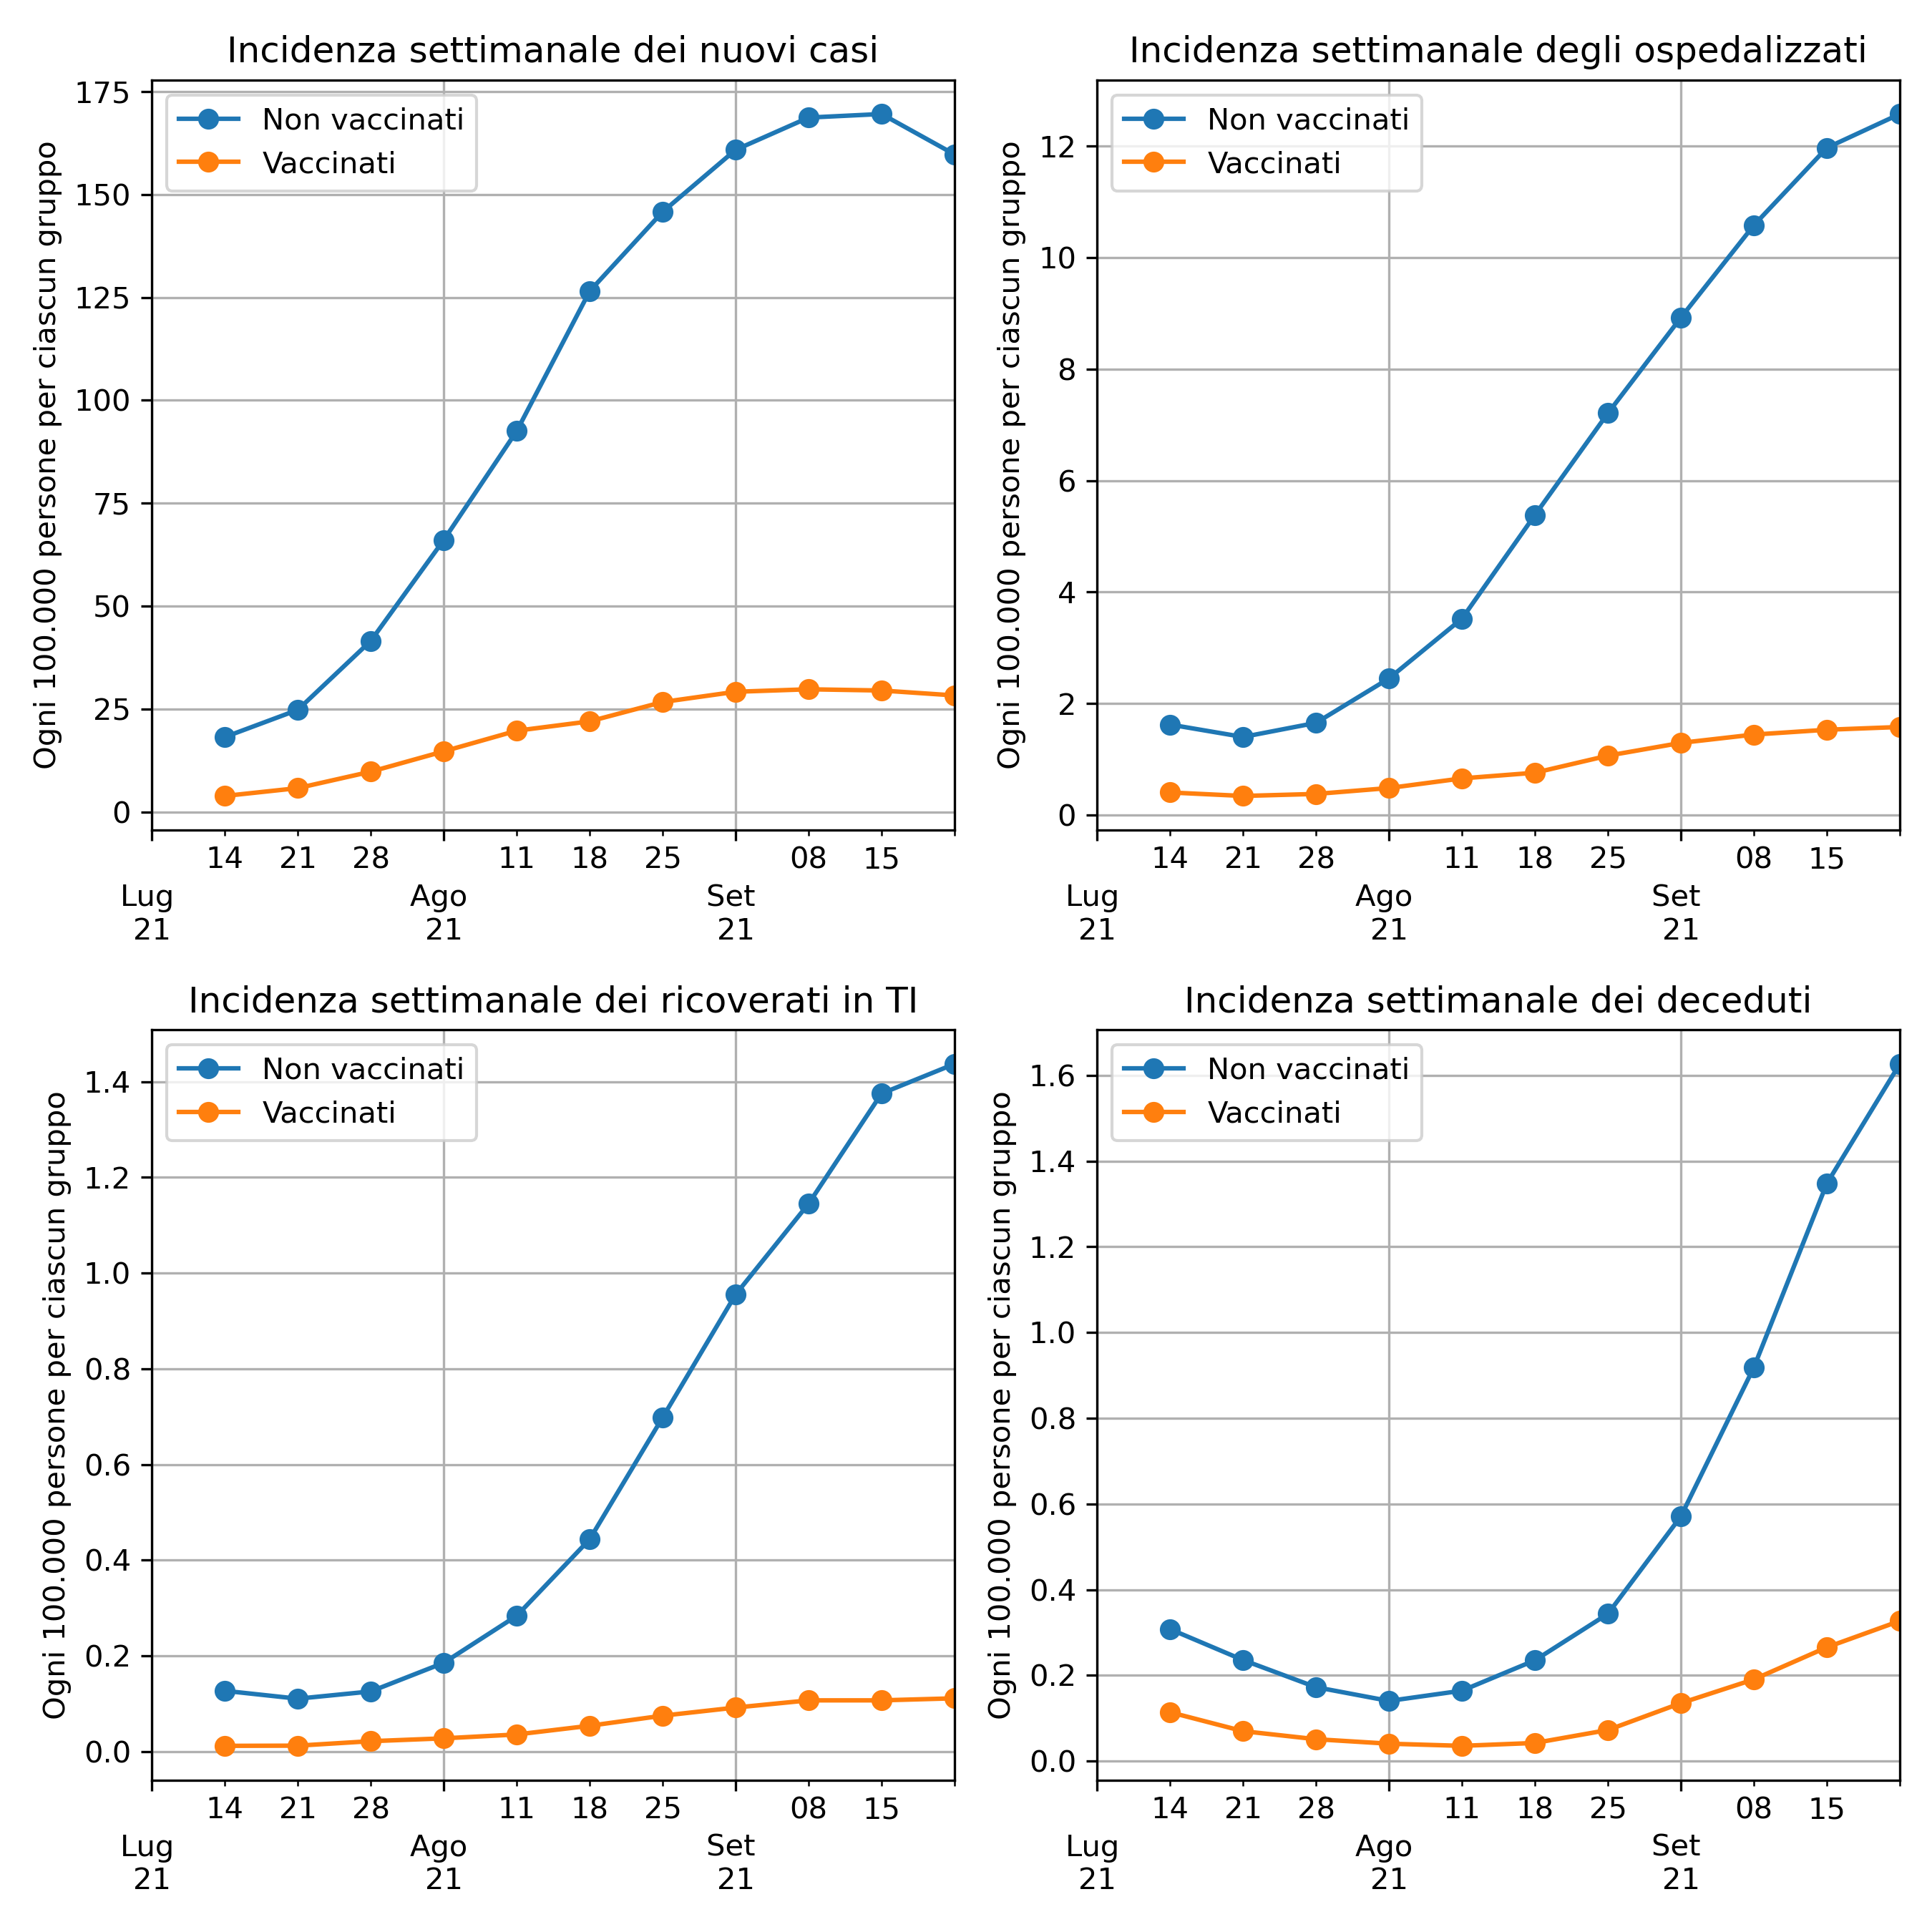 Incidenza settimanale dei nuovi casi
Ogni 100.000 persone per ciascun gruppo
175
150
125
100
75
50
25
0
Non vaccinati
Vaccinati
14 21 28 11 18 25 08 15
Lug Ago Set
21 21 21
Incidenza settimanale degli ospedalizzati
Ogni 100.000 persone per ciascun gruppo
12
10
8
6
4
2
0
Non vaccinati
Vaccinati
14 21 28 11 18 25 08 15
Lug Ago Set
21 21 21
Incidenza settimanale dei ricoverati in TI
Ogni 100.000 persone per ciascun gruppo
1.4
1.2
1.0
0.8
0.6
0.4
0.2
0.0
Non vaccinati
Vaccinati
14 21 28 11 18 25 08 15
Lug Ago Set
21 21 21
Incidenza settimanale dei deceduti
Ogni 100.000 persone per ciascun gruppo
1.6
1.4
1.2
1.0
0.8
0.6
0.4
0.2
0.0
Non vaccinati
Vaccinati
14 21 28 11 18 25 08 15
Lug Ago Set
21 21 21